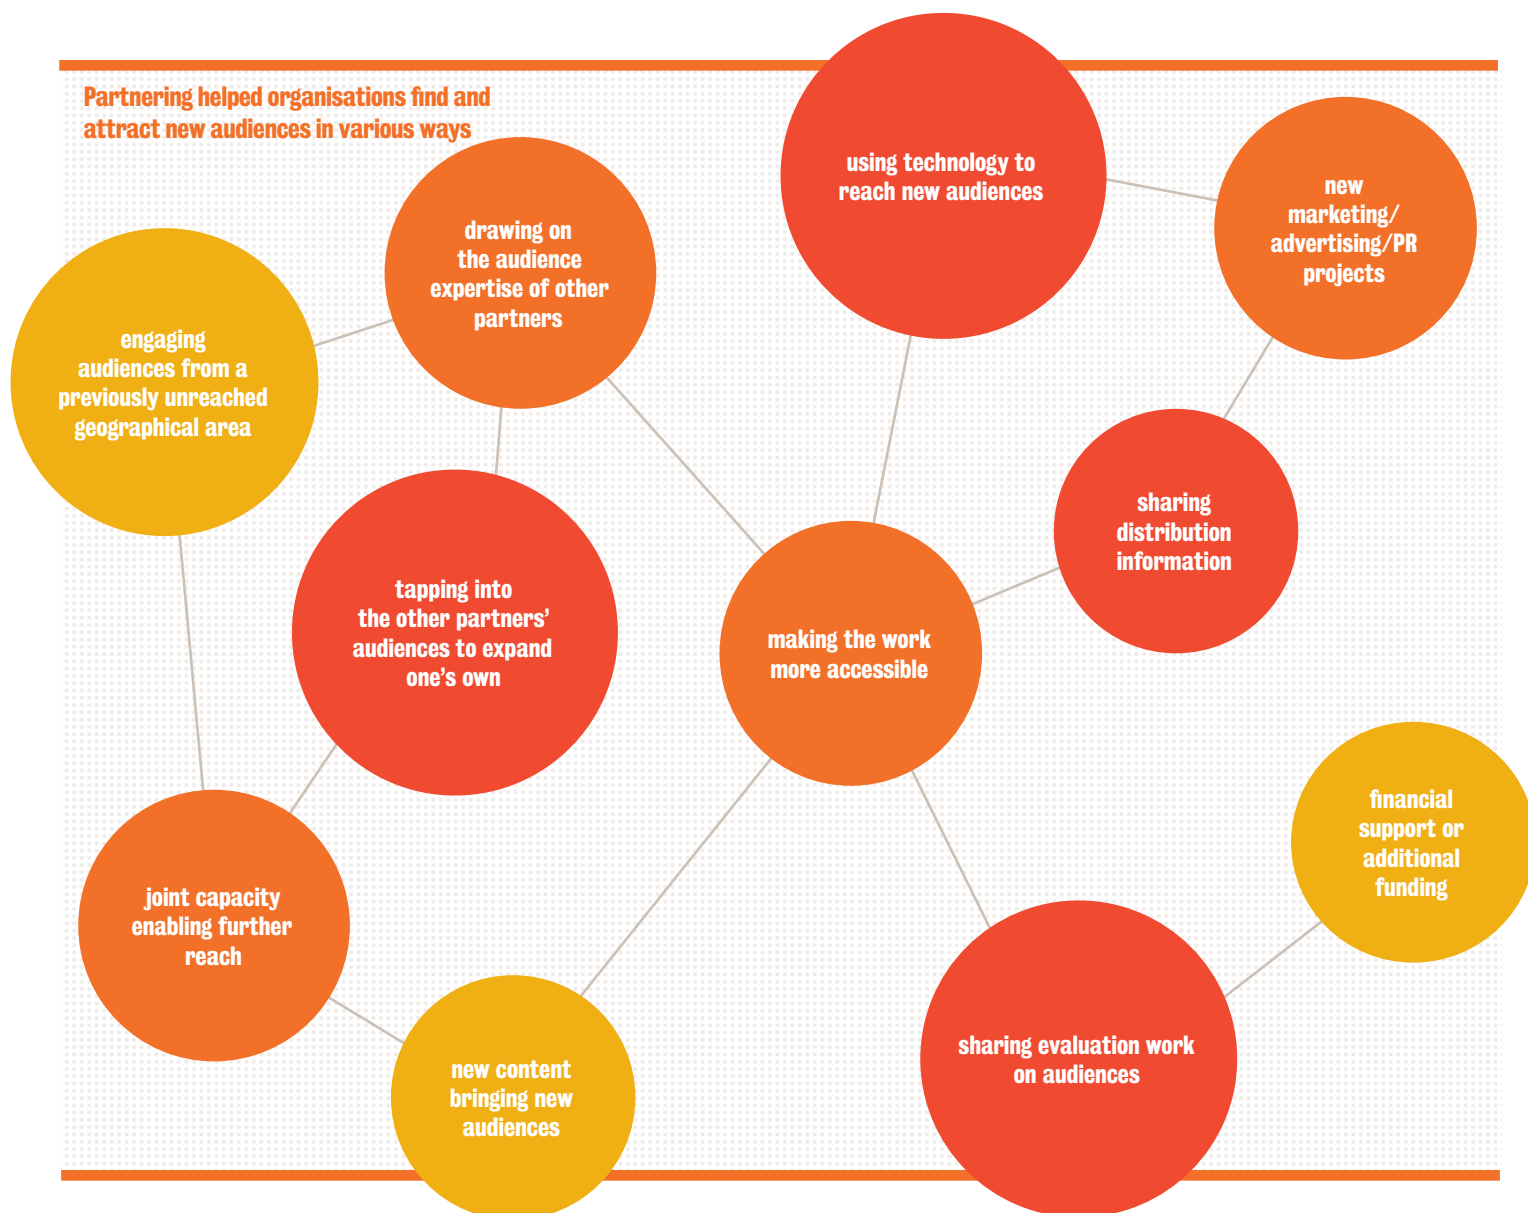 Partnering helped organisations find and
attract new audiences in various ways
using technology to
reach new audiences
new
marketing/
advertising/PR
projects
drawing on
the audience
expertise of other
partners
engaging
audiences from a
previously unreached
geographical area
sharing
distribution
information
tapping into
the other partners’
audiences to expand
one’s own
making the work
more accessible
financial
support or
additional
funding
joint capacity
enabling further
reach
sharing evaluation work
on audiences
new content
bringing new
audiences